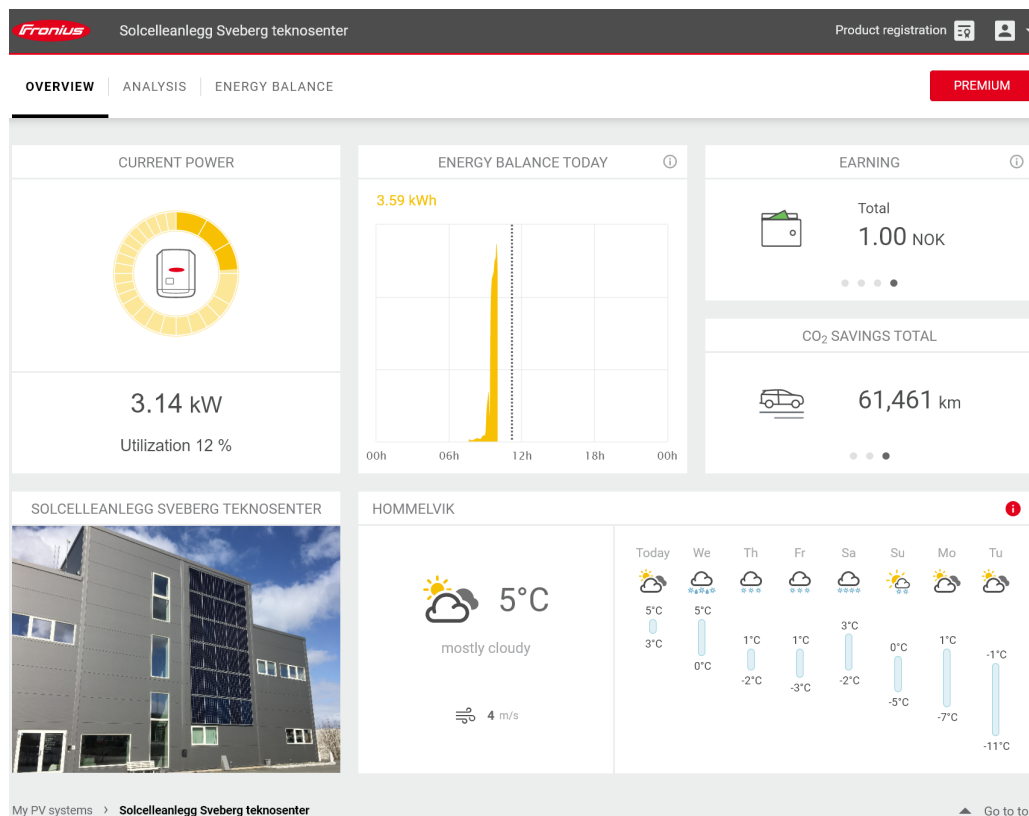 Fronius
Solcelleanlegg Sveberg teknosenter
Product registration
OVERVIEW
ANALYSIS
ENERGY BALANCE
PREMIUM
CURRENT POWER
3.14 kW
Utilization 12 %
ENERGY BALANCE TODAY
3.59 kWh
00h 06h 12h 18h 00h
EARNING
Total
1.00 NOK
CO₂ SAVINGS TOTAL
61,461 km
SOLCELLEANLEGG SVEBERG TEKNOSENTER
HOMMELVIK
5°C
mostly cloudy
4 m/s
Today We Th Fr Sa Su Mo Tu
5°C 5°C 1°C 1°C 3°C 0°C 1°C -1°C
3°C 0°C -2°C -3°C -2°C -5°C -7°C -11°C
My PV systems > Solcelleanlegg Sveberg teknosenter
Go to to